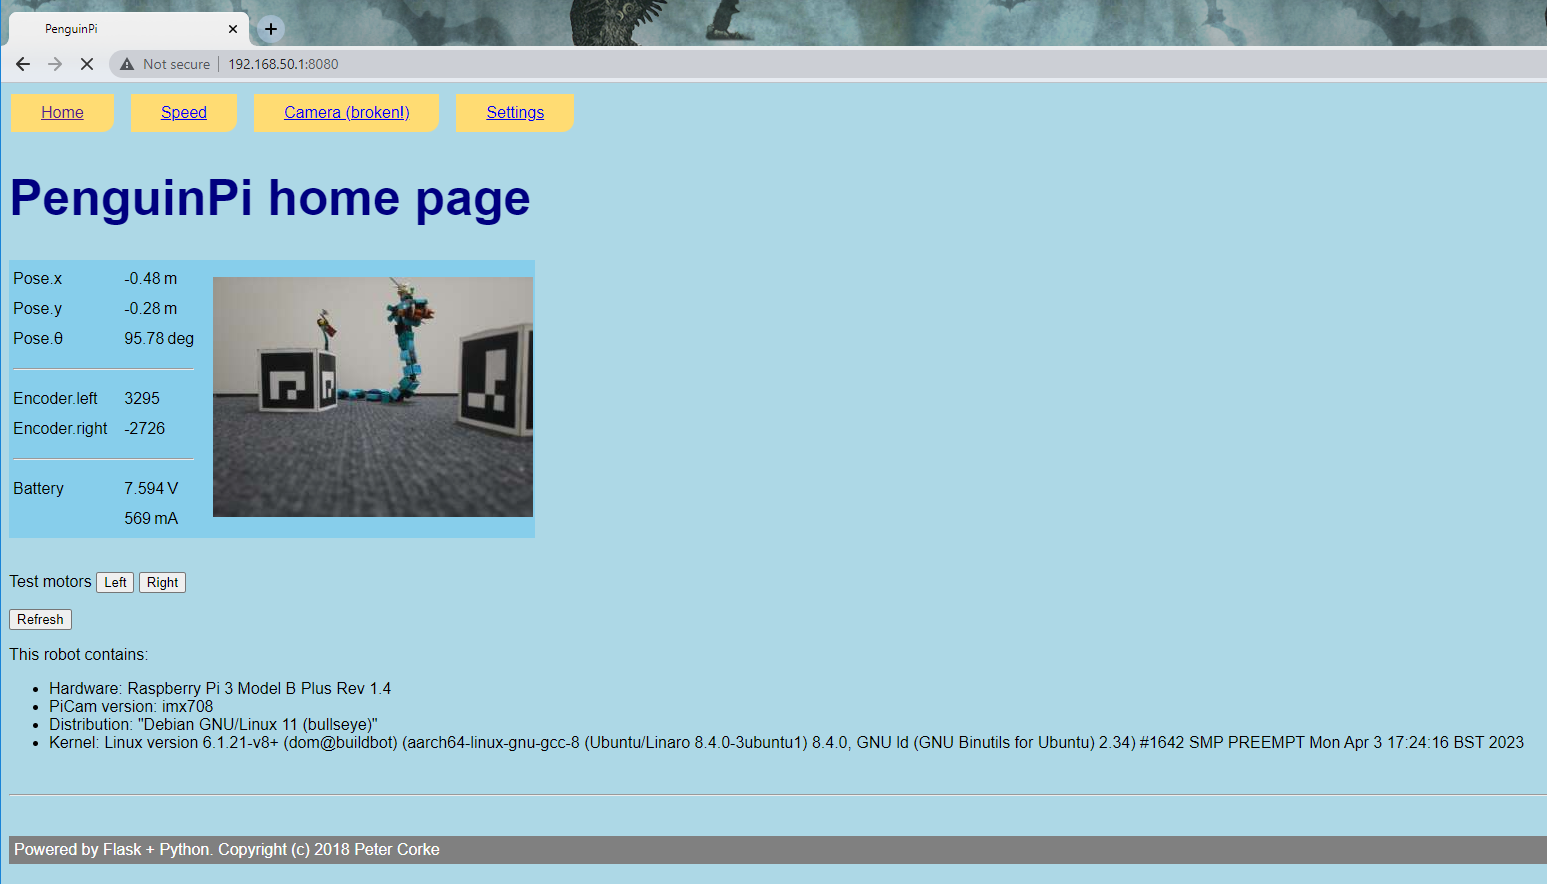 PenguinPi
Not secure
192.168.50.1:8080
Home
Speed
Camera (broken!)
Settings
PenguinPi home page
Pose.x -0.48 m
Pose.y -0.28 m
Pose.θ 95.78 deg
Encoder.left 3295
Encoder.right -2726
Battery 7.594 V
569 mA
Test motors Left Right
Refresh
This robot contains:
Hardware: Raspberry Pi 3 Model B Plus Rev 1.4
PiCam version: imx708
Distribution: "Debian GNU/Linux 11 (bullseye)"
Kernel: Linux version 6.1.21-v8+ (dom@buildbot) (aarch64-linux-gnu-gcc-8 (Ubuntu/Linaro 8.4.0-3ubuntu1) 8.4.0, GNU ld (GNU Binutils for Ubuntu) 2.34) #1642 SMP PREEMPT Mon Apr 3 17:24:16 BST 2023
Powered by Flask + Python. Copyright (c) 2018 Peter Corke